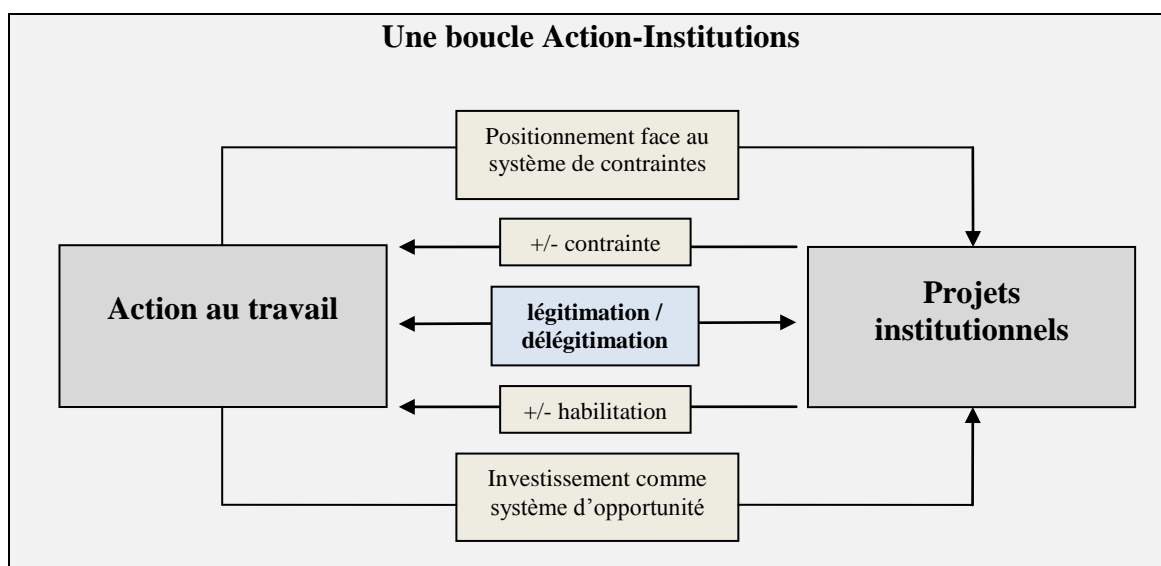 Une boucle Action-Institutions
Positionnement face au
système de contraintes
+/- contrainte
Action au travail
légitimation /
délégitimation
Projets
institutionnels
+/- habilitation
Investissement comme
système d’opportunité